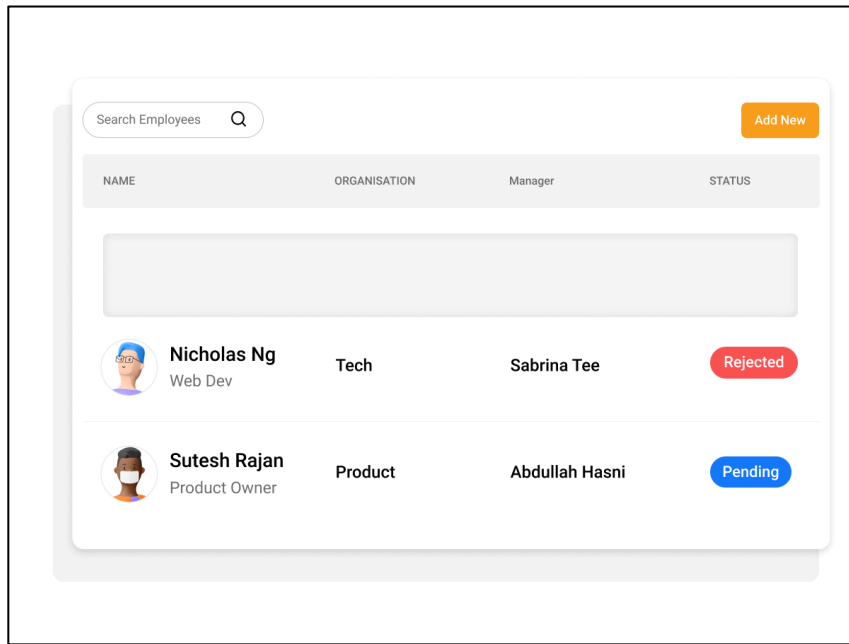 Search Employees
Add New
NAME ORGANISATION Manager STATUS
Nicholas Ng
Web Dev
Tech
Sabrina Tee
Rejected
Sutesh Rajan
Product Owner
Product
Abdullah Hasni
Pending